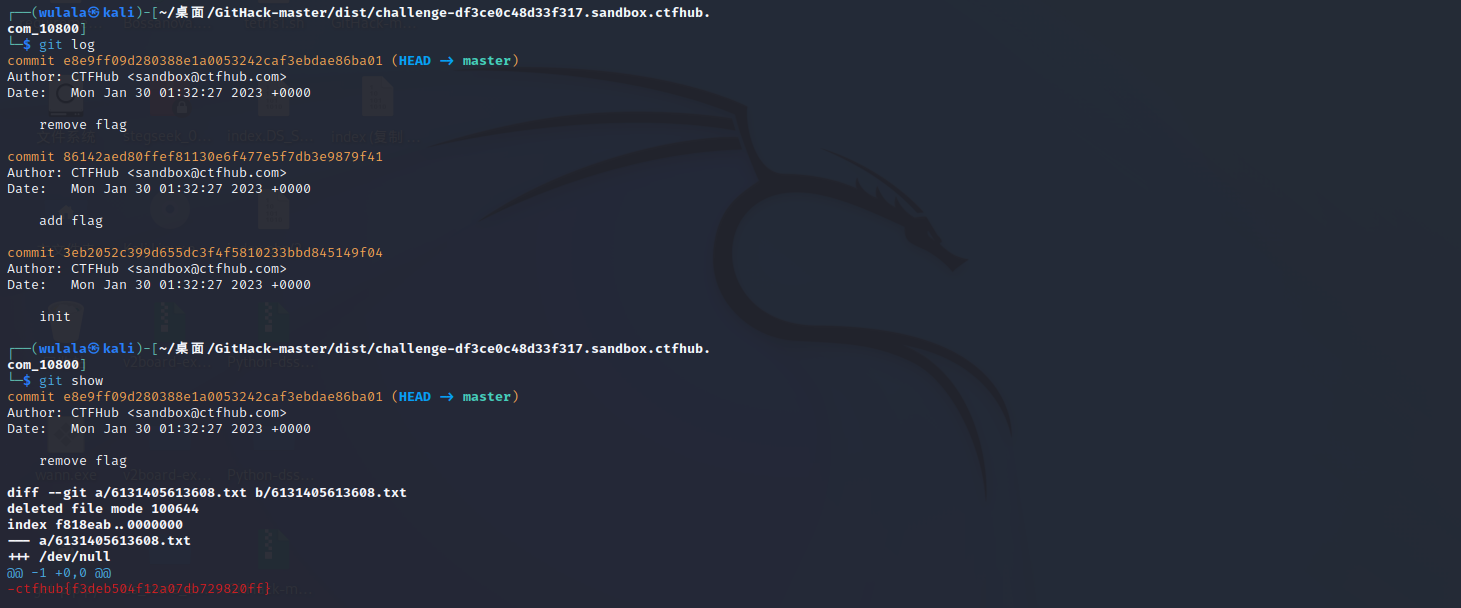 ┌──(wulala㉿kali)-[~/桌面/GitHack-master/dist/challenge-df3ce0c48d33f317.sandbox.ctfhub.
com_10800]
└─$ git log
commit e8e9ff09d280388e1a0053242caf3ebdae86ba01 (HEAD → master)
Author: CTFHub <sandbox@ctfhub.com>
Date:   Mon Jan 30 01:32:27 2023 +0000
    remove flag
commit 86142aed80ffef81130e6f477e5f7db3e9879f41
Author: CTFHub <sandbox@ctfhub.com>
Date:   Mon Jan 30 01:32:27 2023 +0000
    add flag
commit 3eb2052c399d655dc3f4f5810233bbd845149f04
Author: CTFHub <sandbox@ctfhub.com>
Date:   Mon Jan 30 01:32:27 2023 +0000
    init
┌──(wulala㉿kali)-[~/桌面/GitHack-master/dist/challenge-df3ce0c48d33f317.sandbox.ctfhub.
com_10800]
└─$ git show
commit e8e9ff09d280388e1a0053242caf3ebdae86ba01 (HEAD → master)
Author: CTFHub <sandbox@ctfhub.com>
Date:   Mon Jan 30 01:32:27 2023 +0000
    remove flag
diff --git a/6131405613608.txt b/6131405613608.txt
deleted file mode 100644
index f818eab..0000000
--- a/6131405613608.txt
+++ /dev/null
@@ -1 +0,0 @@
-ctfhub{f3deb504f12a07db729820ff}